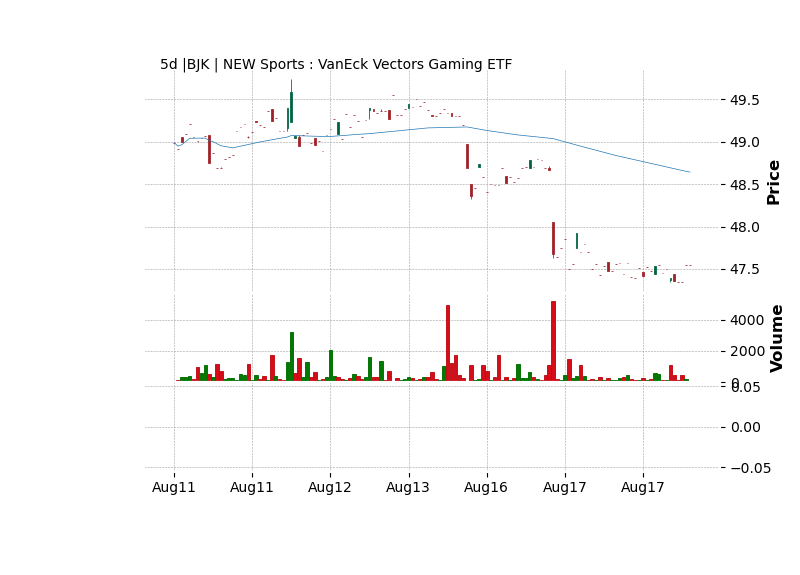 5d |BJK | NEW Sports : VanEck Vectors Gaming ETF
49.5
49.0
48.5
48.0
47.5
Price
4000
2000
0
Volume
0.05
0.00
−0.05
Aug11 Aug11 Aug12 Aug13 Aug16 Aug17 Aug17